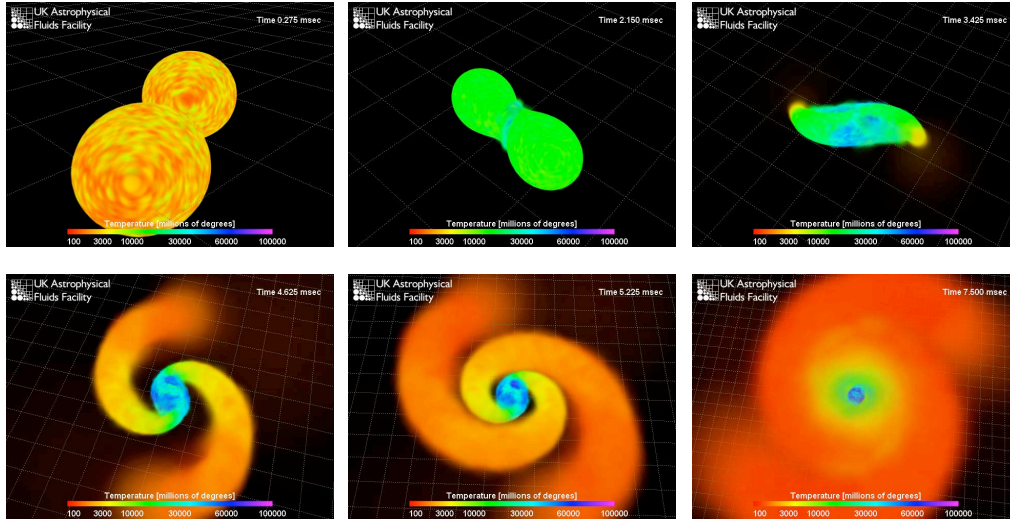 UK Astrophysical
Fluids Facility
Time 0.275 msec
Temperature [millions of degrees]
100 3000 10000 30000 60000 100000
UK Astrophysical
Fluids Facility
Time 2.150 msec
Temperature [millions of degrees]
100 3000 10000 30000 60000 100000
UK Astrophysical
Fluids Facility
Time 3.425 msec
Temperature [millions of degrees]
100 3000 10000 30000 60000 100000
UK Astrophysical
Fluids Facility
Time 4.625 msec
Temperature [millions of degrees]
100 3000 10000 30000 60000 100000
UK Astrophysical
Fluids Facility
Time 5.225 msec
Temperature [millions of degrees]
100 3000 10000 30000 60000 100000
UK Astrophysical
Fluids Facility
Time 7.500 msec
Temperature [millions of degrees]
100 3000 10000 30000 60000 100000